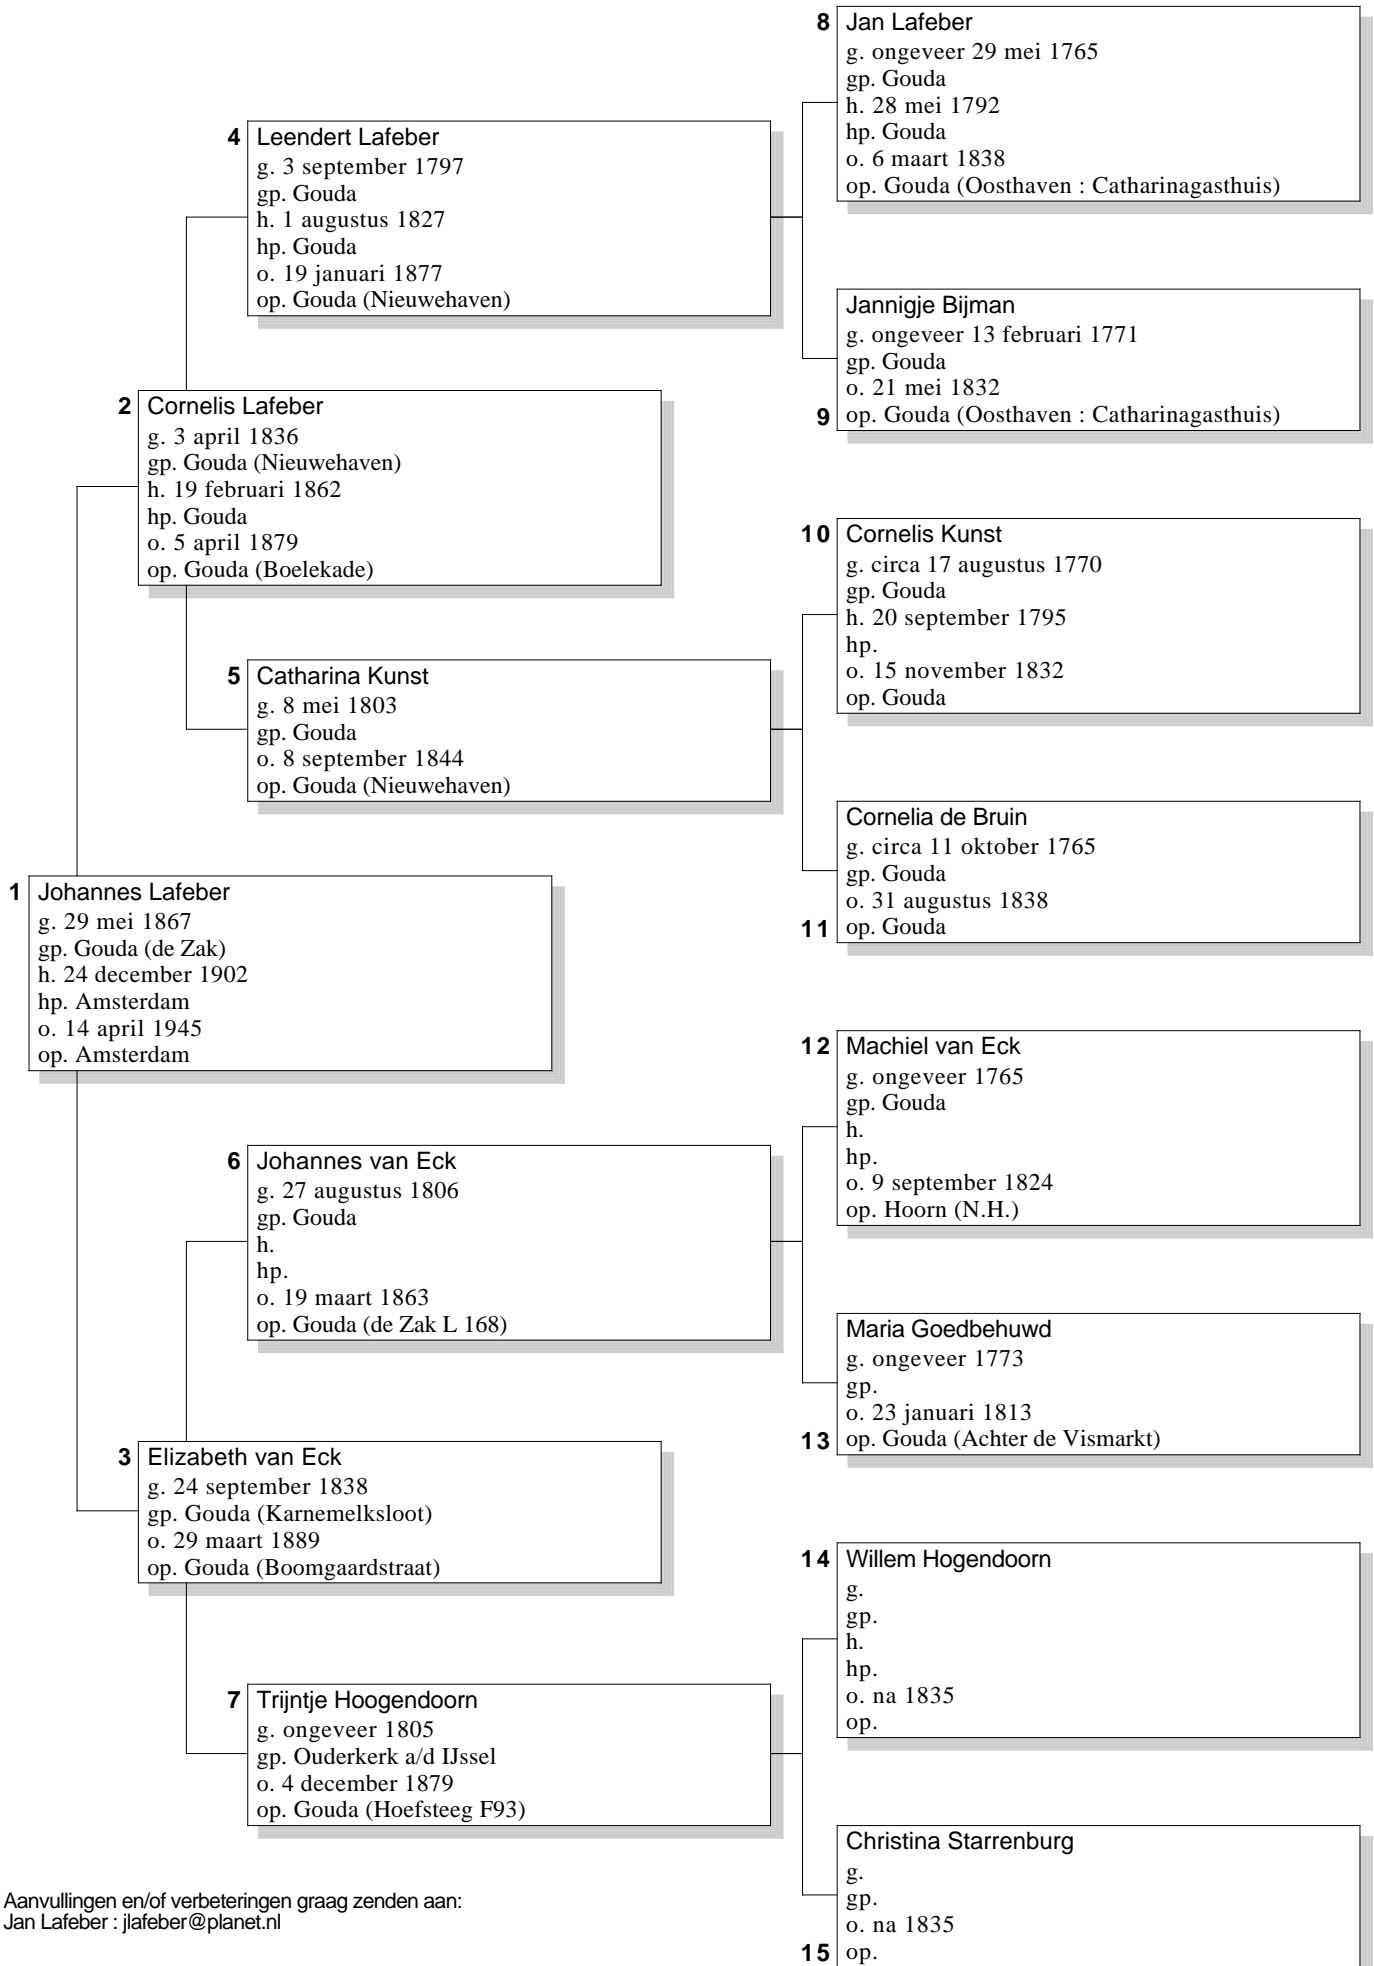 8 Jan Lafeber
g. ongeveer 29 mei 1765
gp. Gouda
h. 28 mei 1792
hp. Gouda
o. 6 maart 1838
op. Gouda (Oosthaven : Catharinagasthuis)
4 Leendert Lafeber
g. 3 september 1797
gp. Gouda
h. 1 augustus 1827
hp. Gouda
o. 19 januari 1877
op. Gouda (Nieuwehaven)
Jannigje Bijman
g. ongeveer 13 februari 1771
gp. Gouda
o. 21 mei 1832
9 op. Gouda (Oosthaven : Catharinagasthuis)
2 Cornelis Lafeber
g. 3 april 1836
gp. Gouda (Nieuwehaven)
h. 19 februari 1862
hp. Gouda
o. 5 april 1879
op. Gouda (Boelekade)
10 Cornelis Kunst
g. circa 17 augustus 1770
gp. Gouda
h. 20 september 1795
hp.
o. 15 november 1832
op. Gouda
5 Catharina Kunst
g. 8 mei 1803
gp. Gouda
o. 8 september 1844
op. Gouda (Nieuwehaven)
Cornelia de Bruin
g. circa 11 oktober 1765
gp. Gouda
o. 31 augustus 1838
11 op. Gouda
1 Johannes Lafeber
g. 29 mei 1867
gp. Gouda (de Zak)
h. 24 december 1902
hp. Amsterdam
o. 14 april 1945
op. Amsterdam
12 Machiel van Eck
g. ongeveer 1765
gp. Gouda
h.
hp.
o. 9 september 1824
op. Hoorn (N.H.)
6 Johannes van Eck
g. 27 augustus 1806
gp. Gouda
h.
hp.
o. 19 maart 1863
op. Gouda (de Zak L 168)
Maria Goedbehuwd
g. ongeveer 1773
gp.
o. 23 januari 1813
13 op. Gouda (Achter de Vismarkt)
3 Elizabeth van Eck
g. 24 september 1838
gp. Gouda (Karnemelksloot)
o. 29 maart 1889
op. Gouda (Boomgaardstraat)
14 Willem Hogendoorn
g.
gp.
h.
hp.
o. na 1835
op.
7 Trijntje Hoogendoorn
g. ongeveer 1805
gp. Ouderkerk a/d IJssel
o. 4 december 1879
op. Gouda (Hoefsteeg F93)
Christina Starrenburg
g.
gp.
o. na 1835
15 op.
Aanvullingen en/of verbeteringen graag zenden aan:
Jan Lafeber : jlafeber@planet.nl